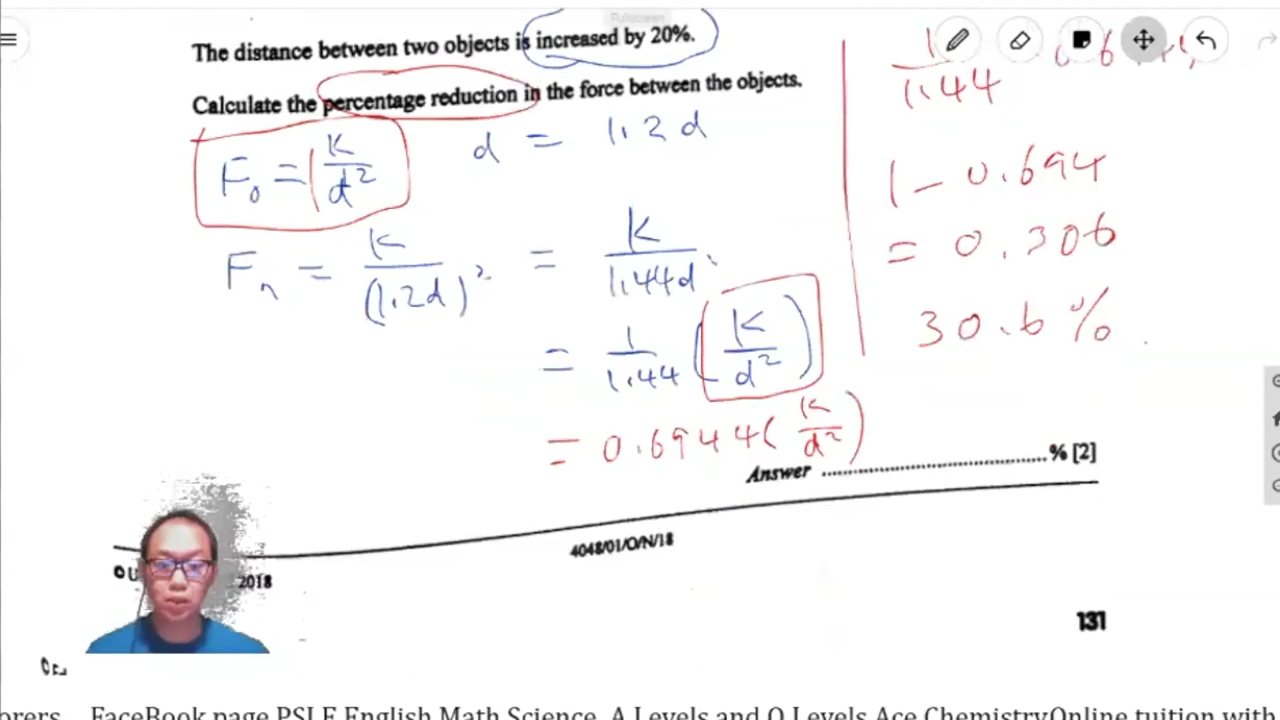 Fullscreen
The distance between two objects is increased by 20%.
Calculate the percentage reduction in the force between the objects.
F₀ = K/d² d = 1.2d
Fₙ = K/(1.2d)² = K/1.44d²
= 1/1.44 (K/d²)
= 0.6944 (K/d²)
1/1.44
1 - 0.694
= 0.306
30.6 %
Answer ........................................ % [2]
4048/01/O/N/18
2018
131
FaceBook page PSLE English Math Science, A Levels and O Levels Ace ChemistryOnline tuition with